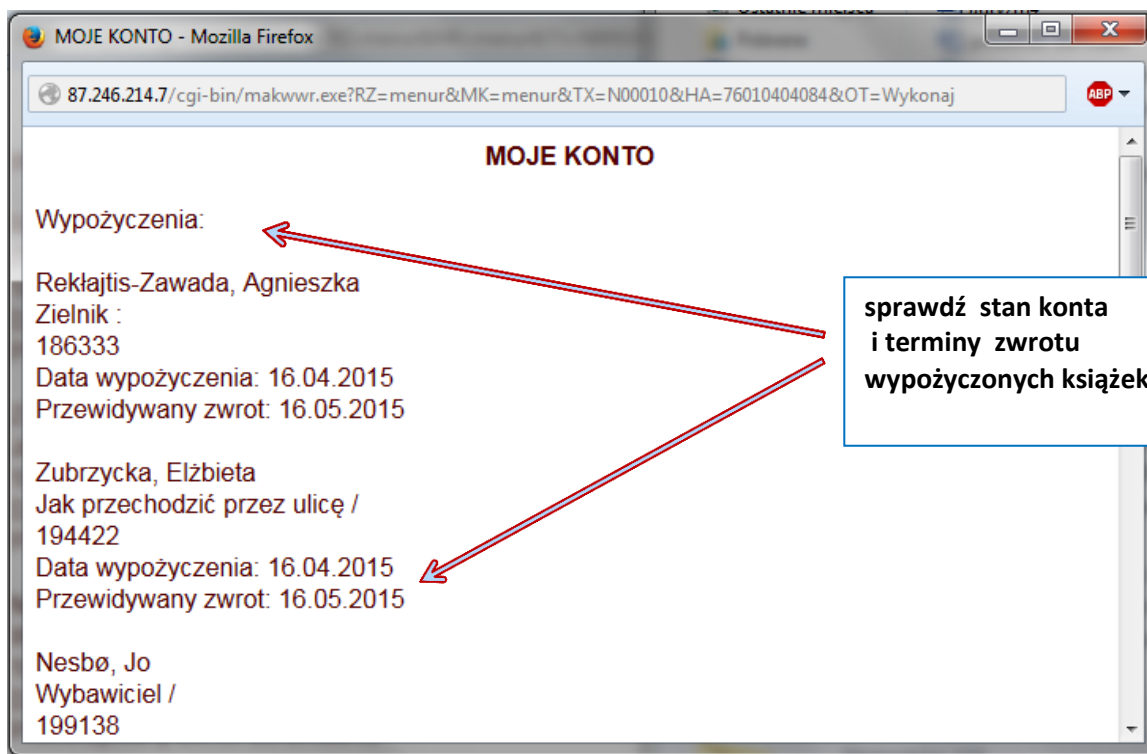 MOJE KONTO - Mozilla Firefox
87.246.214.7/cgi-bin/makwwr.exe?RZ=menur&MK=menur&TX=N00010&HA=76010404084&OT=Wykonaj
ABP
MOJE KONTO
Wypożyczenia:
Rekłajtis-Zawada, Agnieszka
Zielnik :
186333
Data wypożyczenia: 16.04.2015
Przewidywany zwrot: 16.05.2015
Zubrzycka, Elżbieta
Jak przechodzić przez ulicę /
194422
Data wypożyczenia: 16.04.2015
Przewidywany zwrot: 16.05.2015
Nesbø, Jo
Wybawiciel /
199138
sprawdź stan konta
i terminy zwrotu
wypożyczonych książek